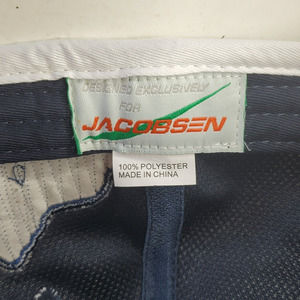 DESIGNED EXCLUSIVELY
FOR
JACOBSEN
100% POLYESTER
MADE IN CHINA